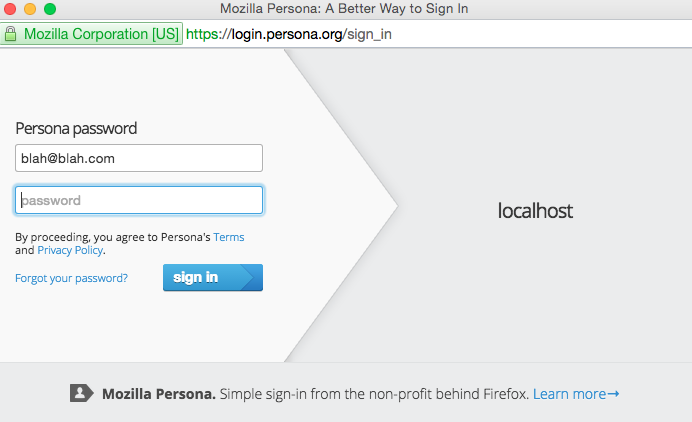 Mozilla Persona: A Better Way to Sign In
Mozilla Corporation [US] https://login.persona.org/sign_in
Persona password
blah@blah.com
password
By proceeding, you agree to Persona's Terms
and Privacy Policy.
Forgot your password?
sign in
localhost
Mozilla Persona. Simple sign-in from the non-profit behind Firefox. Learn more→